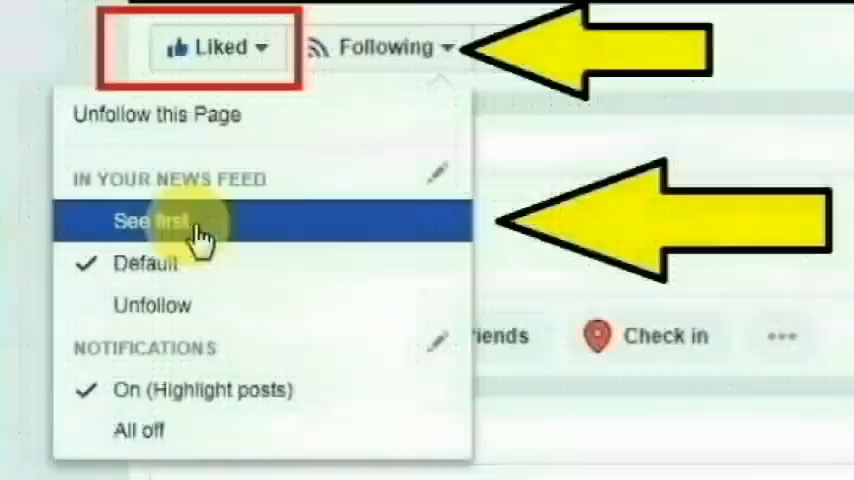 Liked Following
Unfollow this Page
IN YOUR NEWS FEED
See first
Default
Unfollow
NOTIFICATIONS
riends Check in
On (Highlight posts)
All off